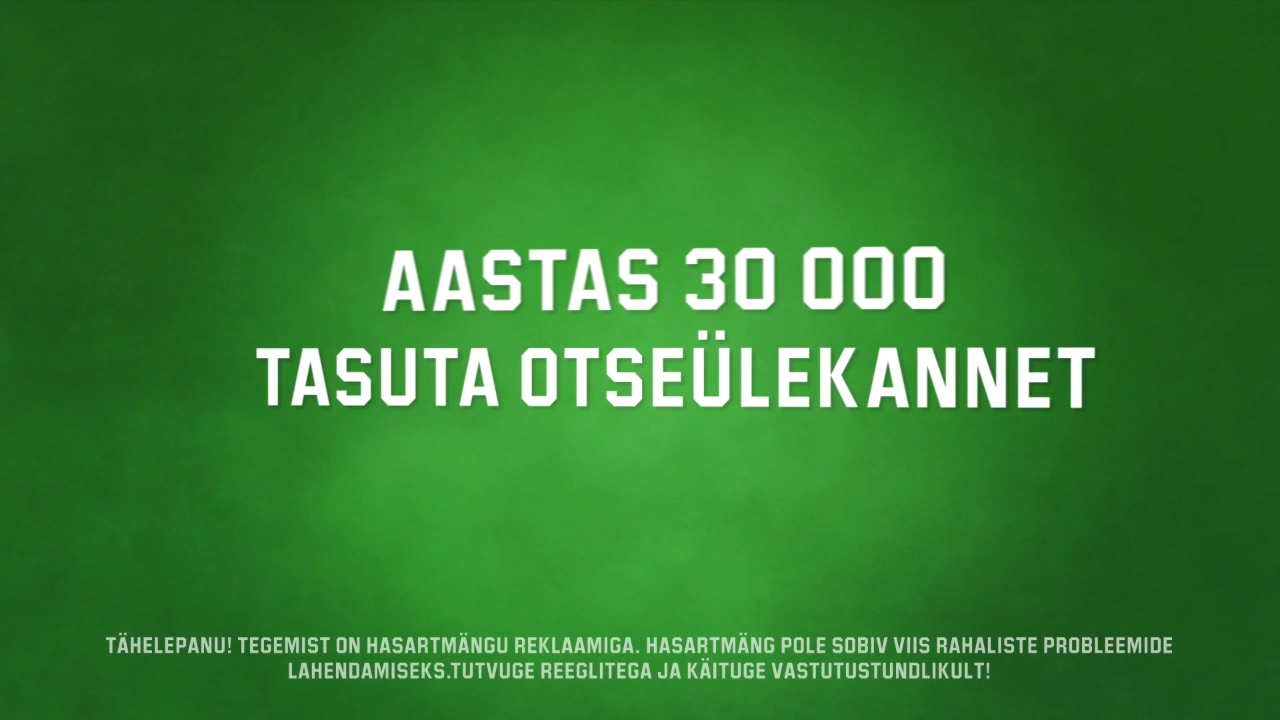 AASTAS 30 000
TASUTA OTSEÜLEKANNET
TÄHELEPANU! TEGEMIST ON HASARTMÄNGU REKLAAMIGA. HASARTMÄNG POLE SOBIV VIIS RAHALISTE PROBLEEMIDE
LAHENDAMISEKS.TUTVUGE REEGLITEGA JA KÄITUGE VASTUTUSTUNDLIKULT!